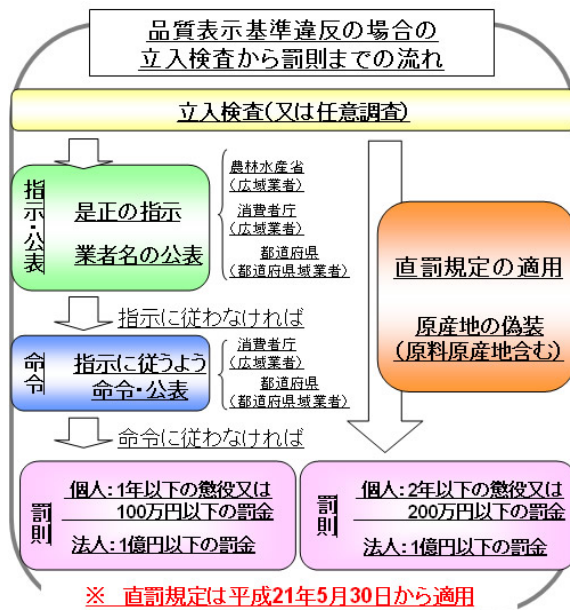 品質表示基準違反の場合の
立入検査から罰則までの流れ
立入検査(又は任意調査)
指示・公表
是正の指示
業者名の公表
農林水産省
(広域業者)
消費者庁
(広域業者)
都道府県
(都道府県域業者)
指示に従わなければ
命令
指示に従うよう
命令・公表
消費者庁
(広域業者)
都道府県
(都道府県域業者)
命令に従わなければ
罰則
個人:1年以下の懲役又は
100万円以下の罰金
法人:1億円以下の罰金
直罰規定の適用
原産地の偽装
(原料原産地含む)
罰則
個人:2年以下の懲役又は
200万円以下の罰金
法人:1億円以下の罰金
※ 直罰規定は平成21年5月30日から適用